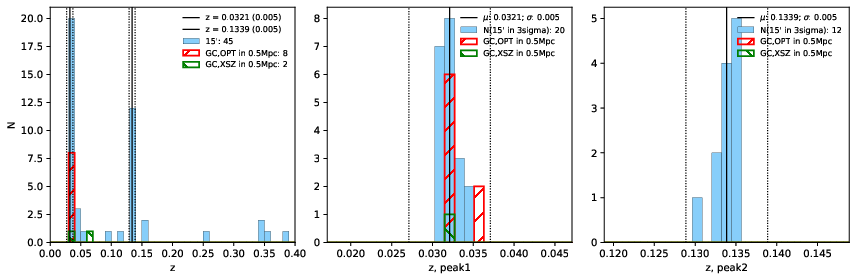 z = 0.0321 (0.005)
z = 0.1339 (0.005)
15': 45
GC,OPT in 0.5Mpc: 8
GC,XSZ in 0.5Mpc: 2
N
20.0
17.5
15.0
12.5
10.0
7.5
5.0
2.5
0.0
0.00 0.05 0.10 0.15 0.20 0.25 0.30 0.35 0.40
z
μ: 0.0321; σ: 0.005
N(15' in 3sigma): 20
GC,OPT in 0.5Mpc
GC,XSZ in 0.5Mpc
8
7
6
5
4
3
2
1
0
0.020 0.025 0.030 0.035 0.040 0.045
z, peak1
μ: 0.1339; σ: 0.005
N(15' in 3sigma): 12
GC,OPT in 0.5Mpc
GC,XSZ in 0.5Mpc
5
4
3
2
1
0
0.120 0.125 0.130 0.135 0.140 0.145
z, peak2